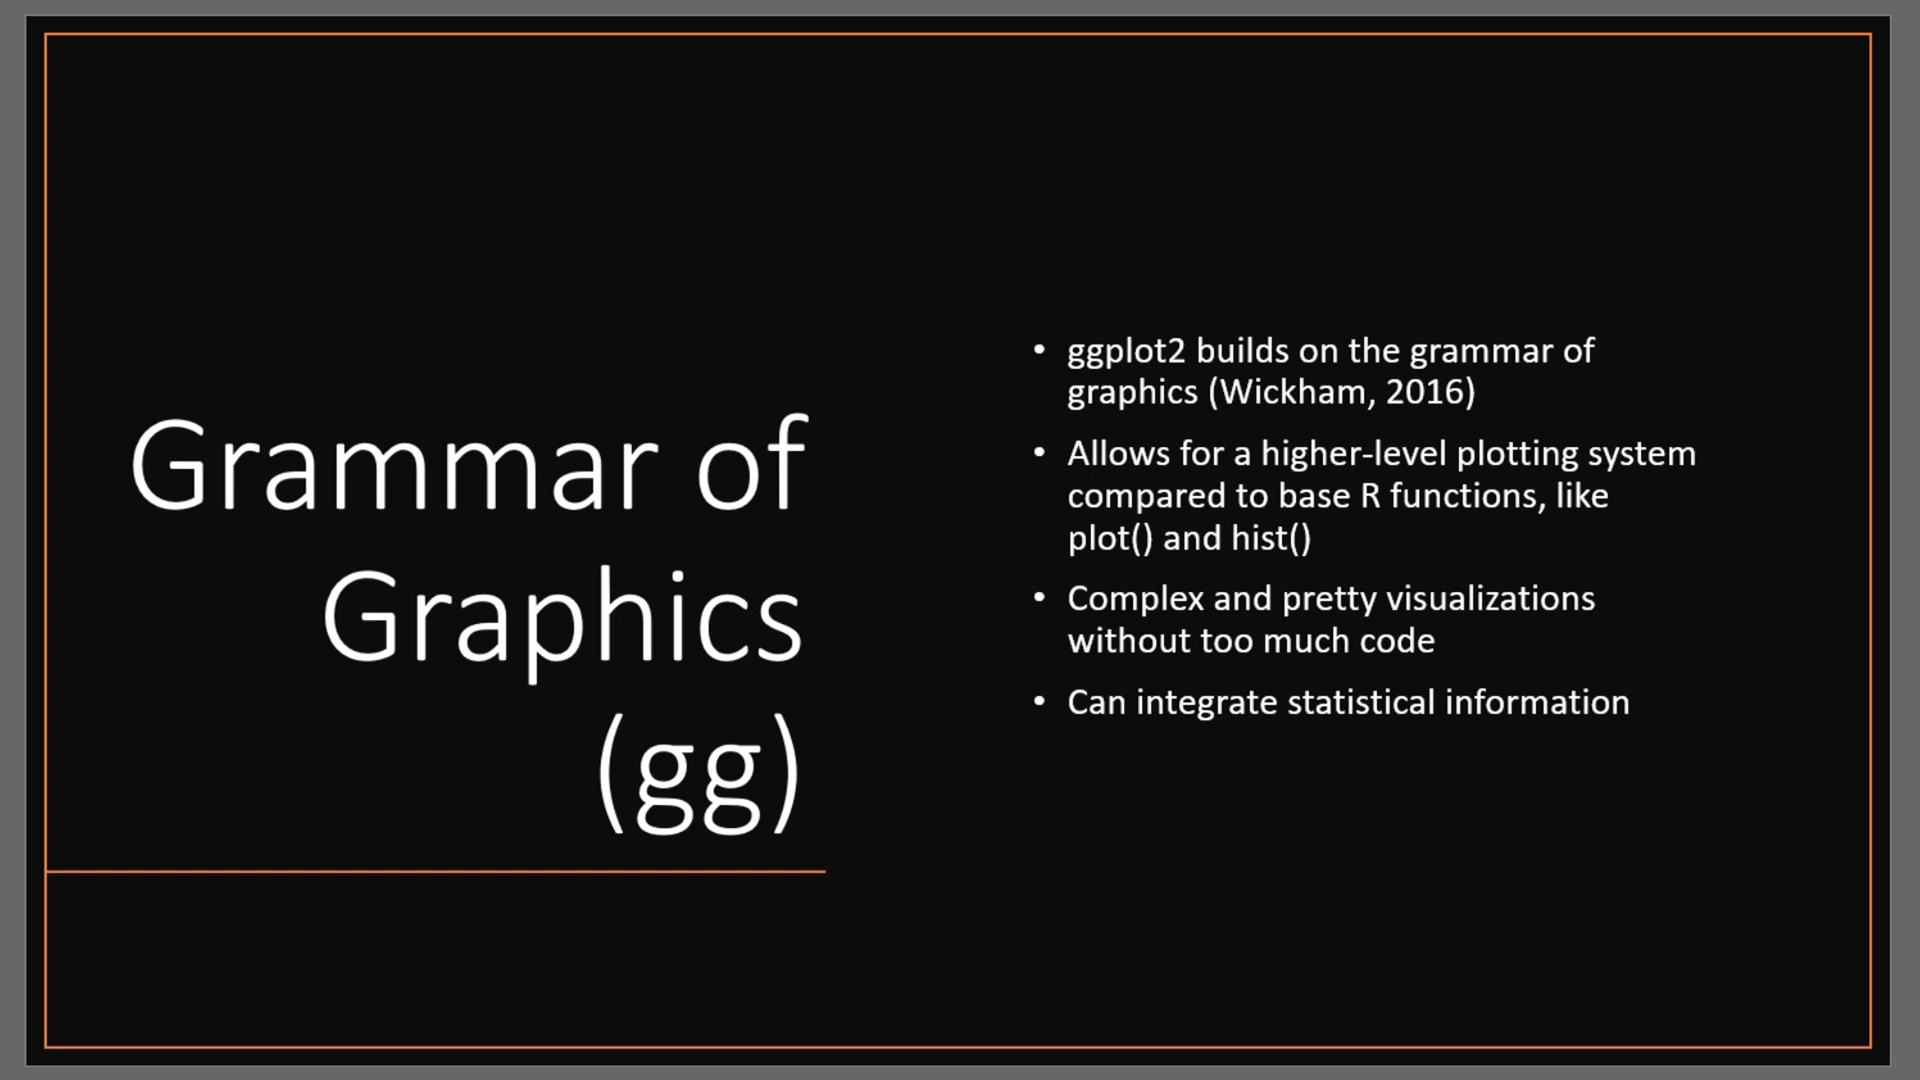 Grammar of
Graphics
(gg)
• ggplot2 builds on the grammar of
graphics (Wickham, 2016)
• Allows for a higher-level plotting system
compared to base R functions, like
plot() and hist()
• Complex and pretty visualizations
without too much code
• Can integrate statistical information